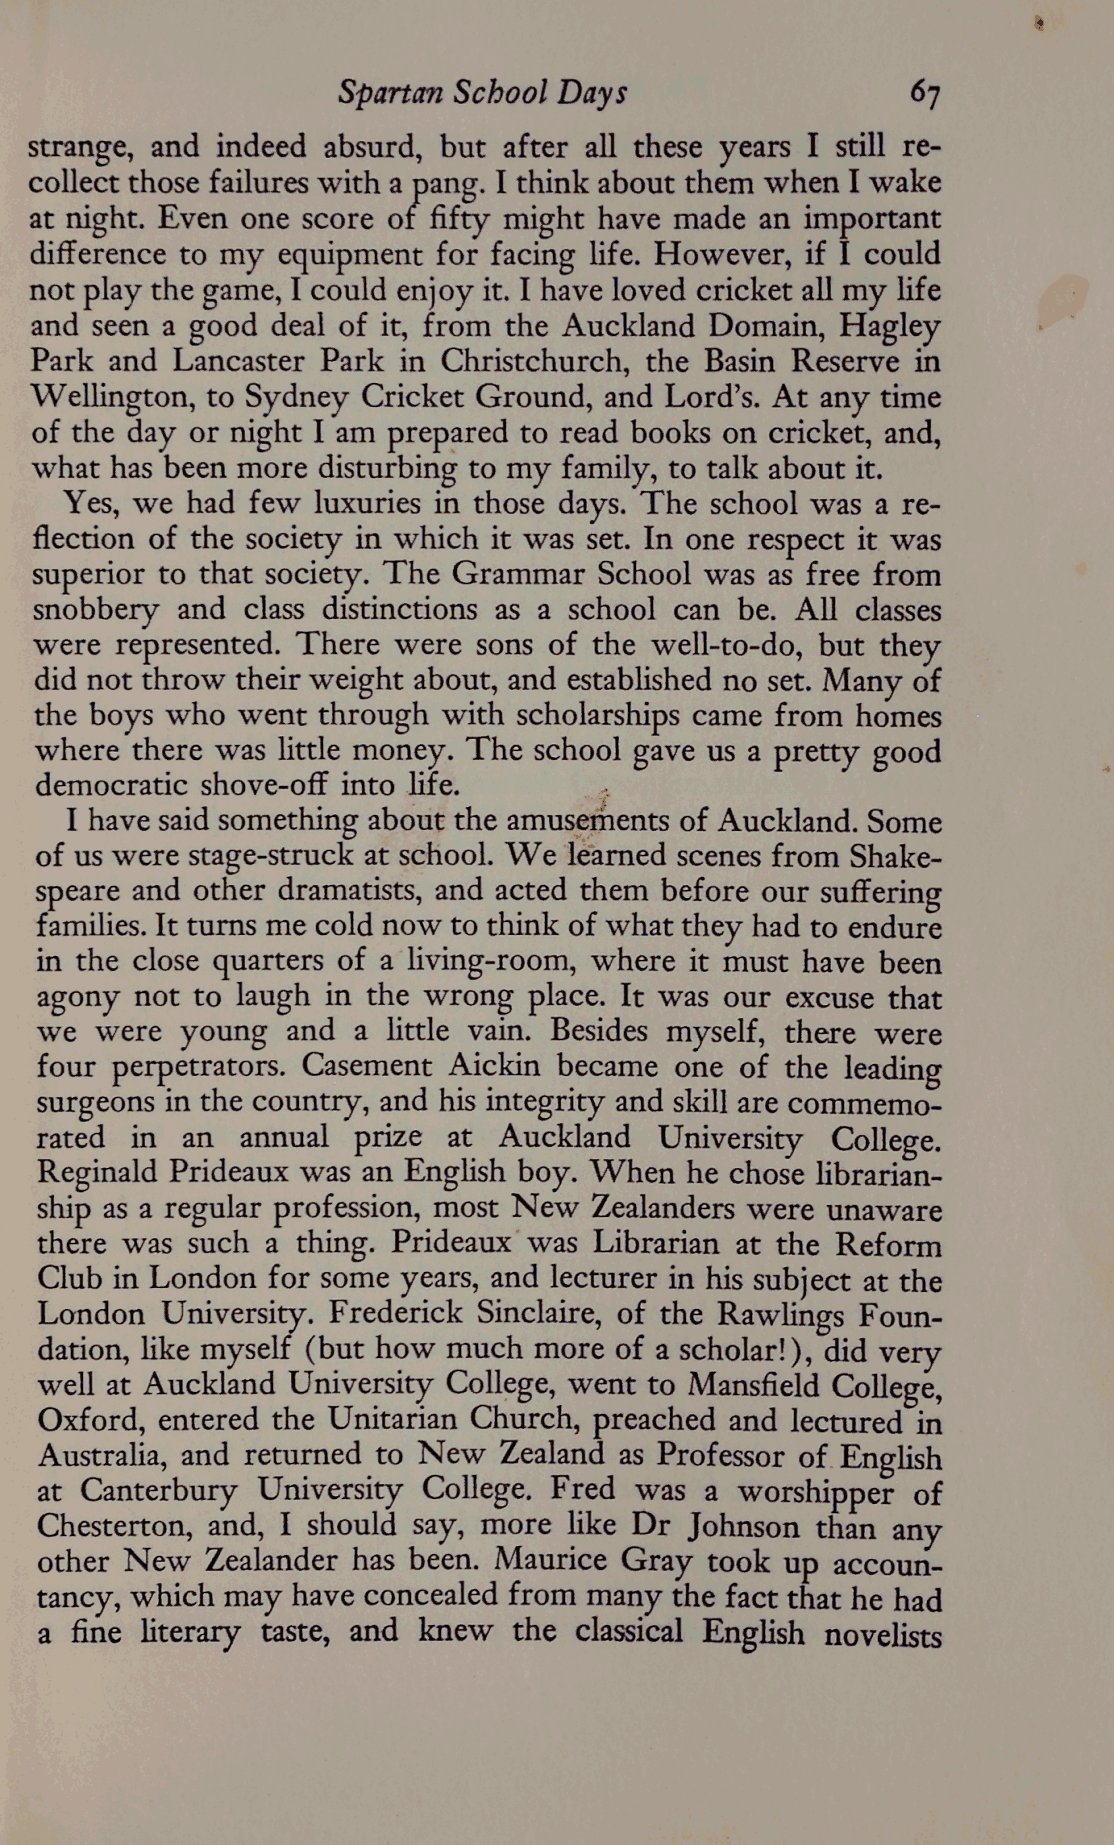 Spartan School Days 67
strange, and indeed absurd, but after all these years I still re-
collect those failures with a pang. I think about them when I wake
at night. Even one score of fifty might have made an important
difference to my equipment for facing life. However, if I could
not play the game, I could enjoy it. I have loved cricket all my life
and seen a good deal of it, from the Auckland Domain, Hagley
Park and Lancaster Park in Christchurch, the Basin Reserve in
Wellington, to Sydney Cricket Ground, and Lord's. At any time
of the day or night I am prepared to read books on cricket, and,
what has been more disturbing to my family, to talk about it.
Yes, we had few luxuries in those days. The school was a re-
flection of the society in which it was set. In one respect it was
superior to that society. The Grammar School was as free from
snobbery and class distinctions as a school can be. All classes
were represented. There were sons of the well-to-do, but they
did not throw their weight about, and established no set. Many of
the boys who went through with scholarships came from homes
where there was little money. The school gave us a pretty good
democratic shove-off into life.
I have said something about the amusements of Auckland. Some
of us were stage-struck at school. We learned scenes from Shake-
speare and other dramatists, and acted them before our suffering
families. It turns me cold now to think of what they had to endure
in the close quarters of a living-room, where it must have been
agony not to laugh in the wrong place. It was our excuse that
we were young and a little vain. Besides myself, there were
four perpetrators. Casement Aickin became one of the leading
surgeons in the country, and his integrity and skill are commemo-
rated in an annual prize at Auckland University College.
Reginald Prideaux was an English boy. When he chose librarian-
ship as a regular profession, most New Zealanders were unaware
there was such a thing. Prideaux was Librarian at the Reform
Club in London for some years, and lecturer in his subject at the
London University. Frederick Sinclaire, of the Rawlings Foun-
dation, like myself (but how much more of a scholar!), did very
well at Auckland University College, went to Mansfield College,
Oxford, entered the Unitarian Church, preached and lectured in
Australia, and returned to New Zealand as Professor of English
at Canterbury University College. Fred was a worshipper of
Chesterton, and, I should say, more like Dr Johnson than any
other New Zealander has been. Maurice Gray took up accoun-
tancy, which may have concealed from many the fact that he had
a fine literary taste, and knew the classical English novelists